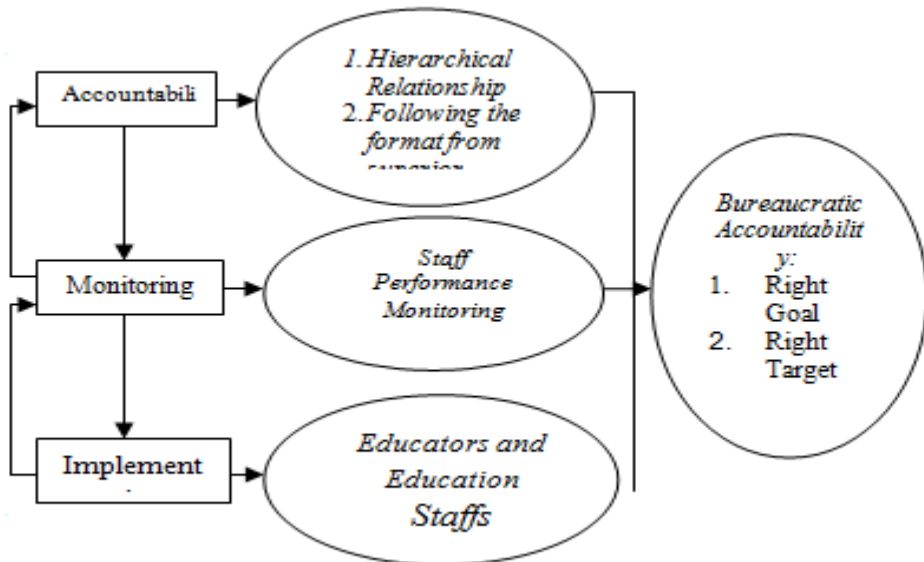 Accountabili
1. Hierarchical
Relationship
2. Following the
format from
Monitoring
Staff
Performance
Monitoring
Implement
Educators and
Education
Staffs
Bureaucratic
Accountabilit
y:
1. Right
Goal
2. Right
Target